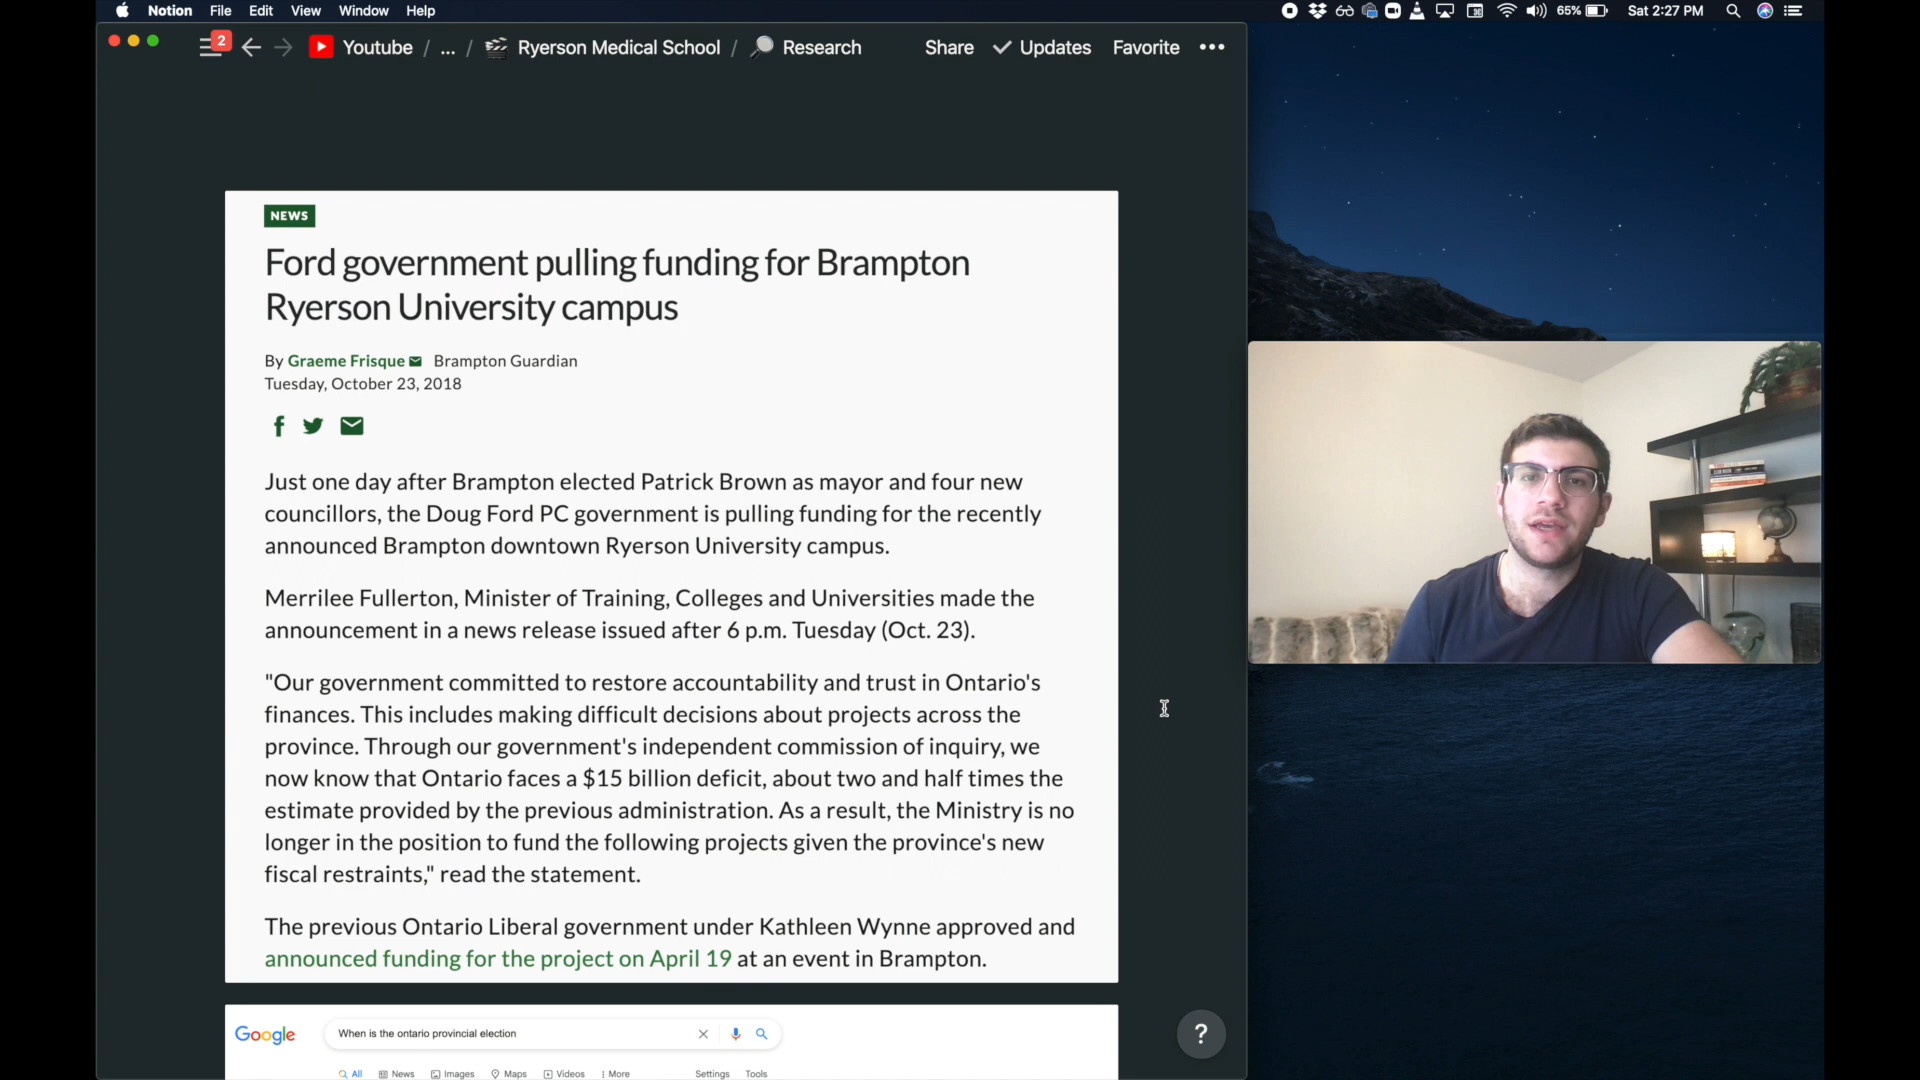 Notion File Edit View Window Help 65% Sat 2:27 PM
2 Youtube / ... / Ryerson Medical School / Research Share Updates Favorite •••
NEWS
Ford government pulling funding for Brampton
Ryerson University campus
By Graeme Frisque Brampton Guardian
Tuesday, October 23, 2018
Just one day after Brampton elected Patrick Brown as mayor and four new
councillors, the Doug Ford PC government is pulling funding for the recently
announced Brampton downtown Ryerson University campus.
Merrilee Fullerton, Minister of Training, Colleges and Universities made the
announcement in a news release issued after 6 p.m. Tuesday (Oct. 23).
"Our government committed to restore accountability and trust in Ontario's
finances. This includes making difficult decisions about projects across the
province. Through our government's independent commission of inquiry, we
now know that Ontario faces a $15 billion deficit, about two and half times the
estimate provided by the previous administration. As a result, the Ministry is no
longer in the position to fund the following projects given the province's new
fiscal restraints," read the statement.
The previous Ontario Liberal government under Kathleen Wynne approved and
announced funding for the project on April 19 at an event in Brampton.
Google When is the ontario provincial election
All News Images Maps Videos More Settings Tools
?